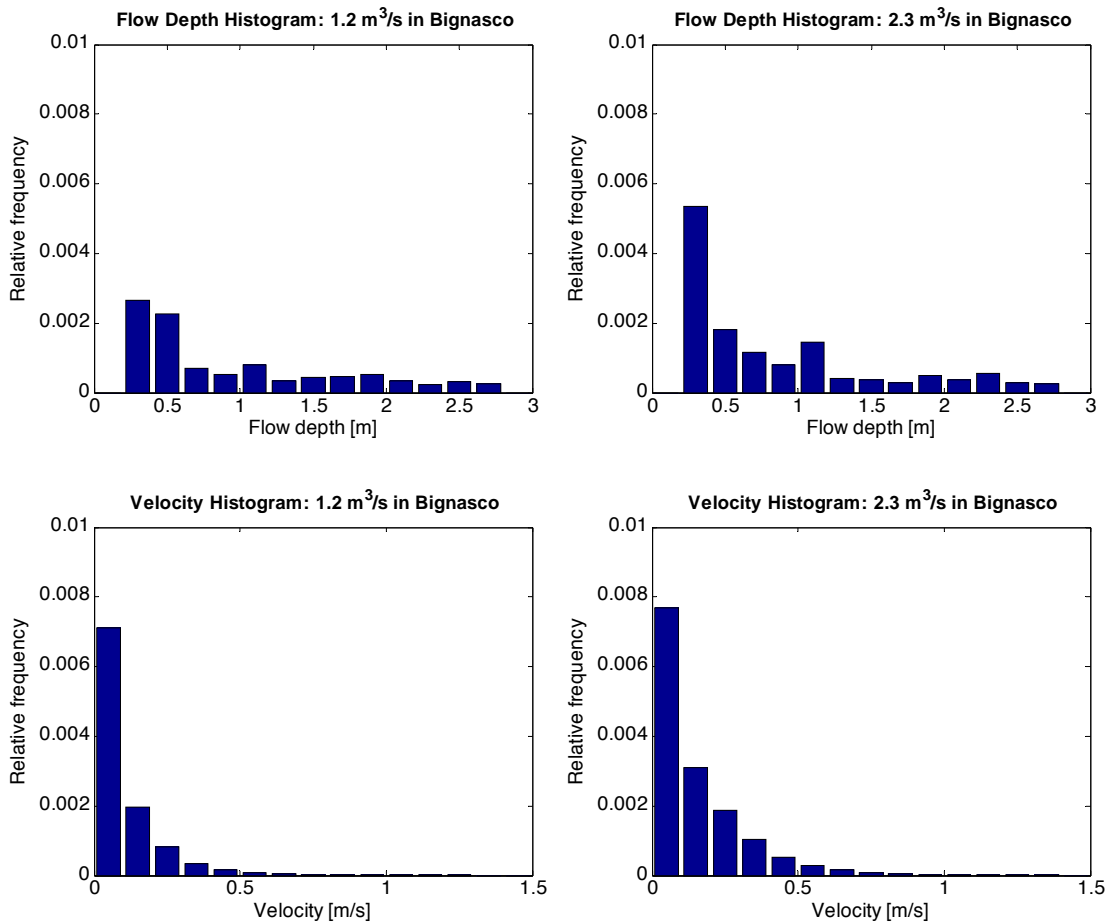 Flow Depth Histogram: 1.2 m³/s in Bignasco
0.01
0.008
0.006
0.004
0.002
0
Relative frequency
0 0.5 1 1.5 2 2.5 3
Flow depth [m]
Flow Depth Histogram: 2.3 m³/s in Bignasco
0.01
0.008
0.006
0.004
0.002
0
Relative frequency
0 0.5 1 1.5 2 2.5 3
Flow depth [m]
Velocity Histogram: 1.2 m³/s in Bignasco
0.01
0.008
0.006
0.004
0.002
0
Relative frequency
0 0.5 1 1.5
Velocity [m/s]
Velocity Histogram: 2.3 m³/s in Bignasco
0.01
0.008
0.006
0.004
0.002
0
Relative frequency
0 0.5 1 1.5
Velocity [m/s]